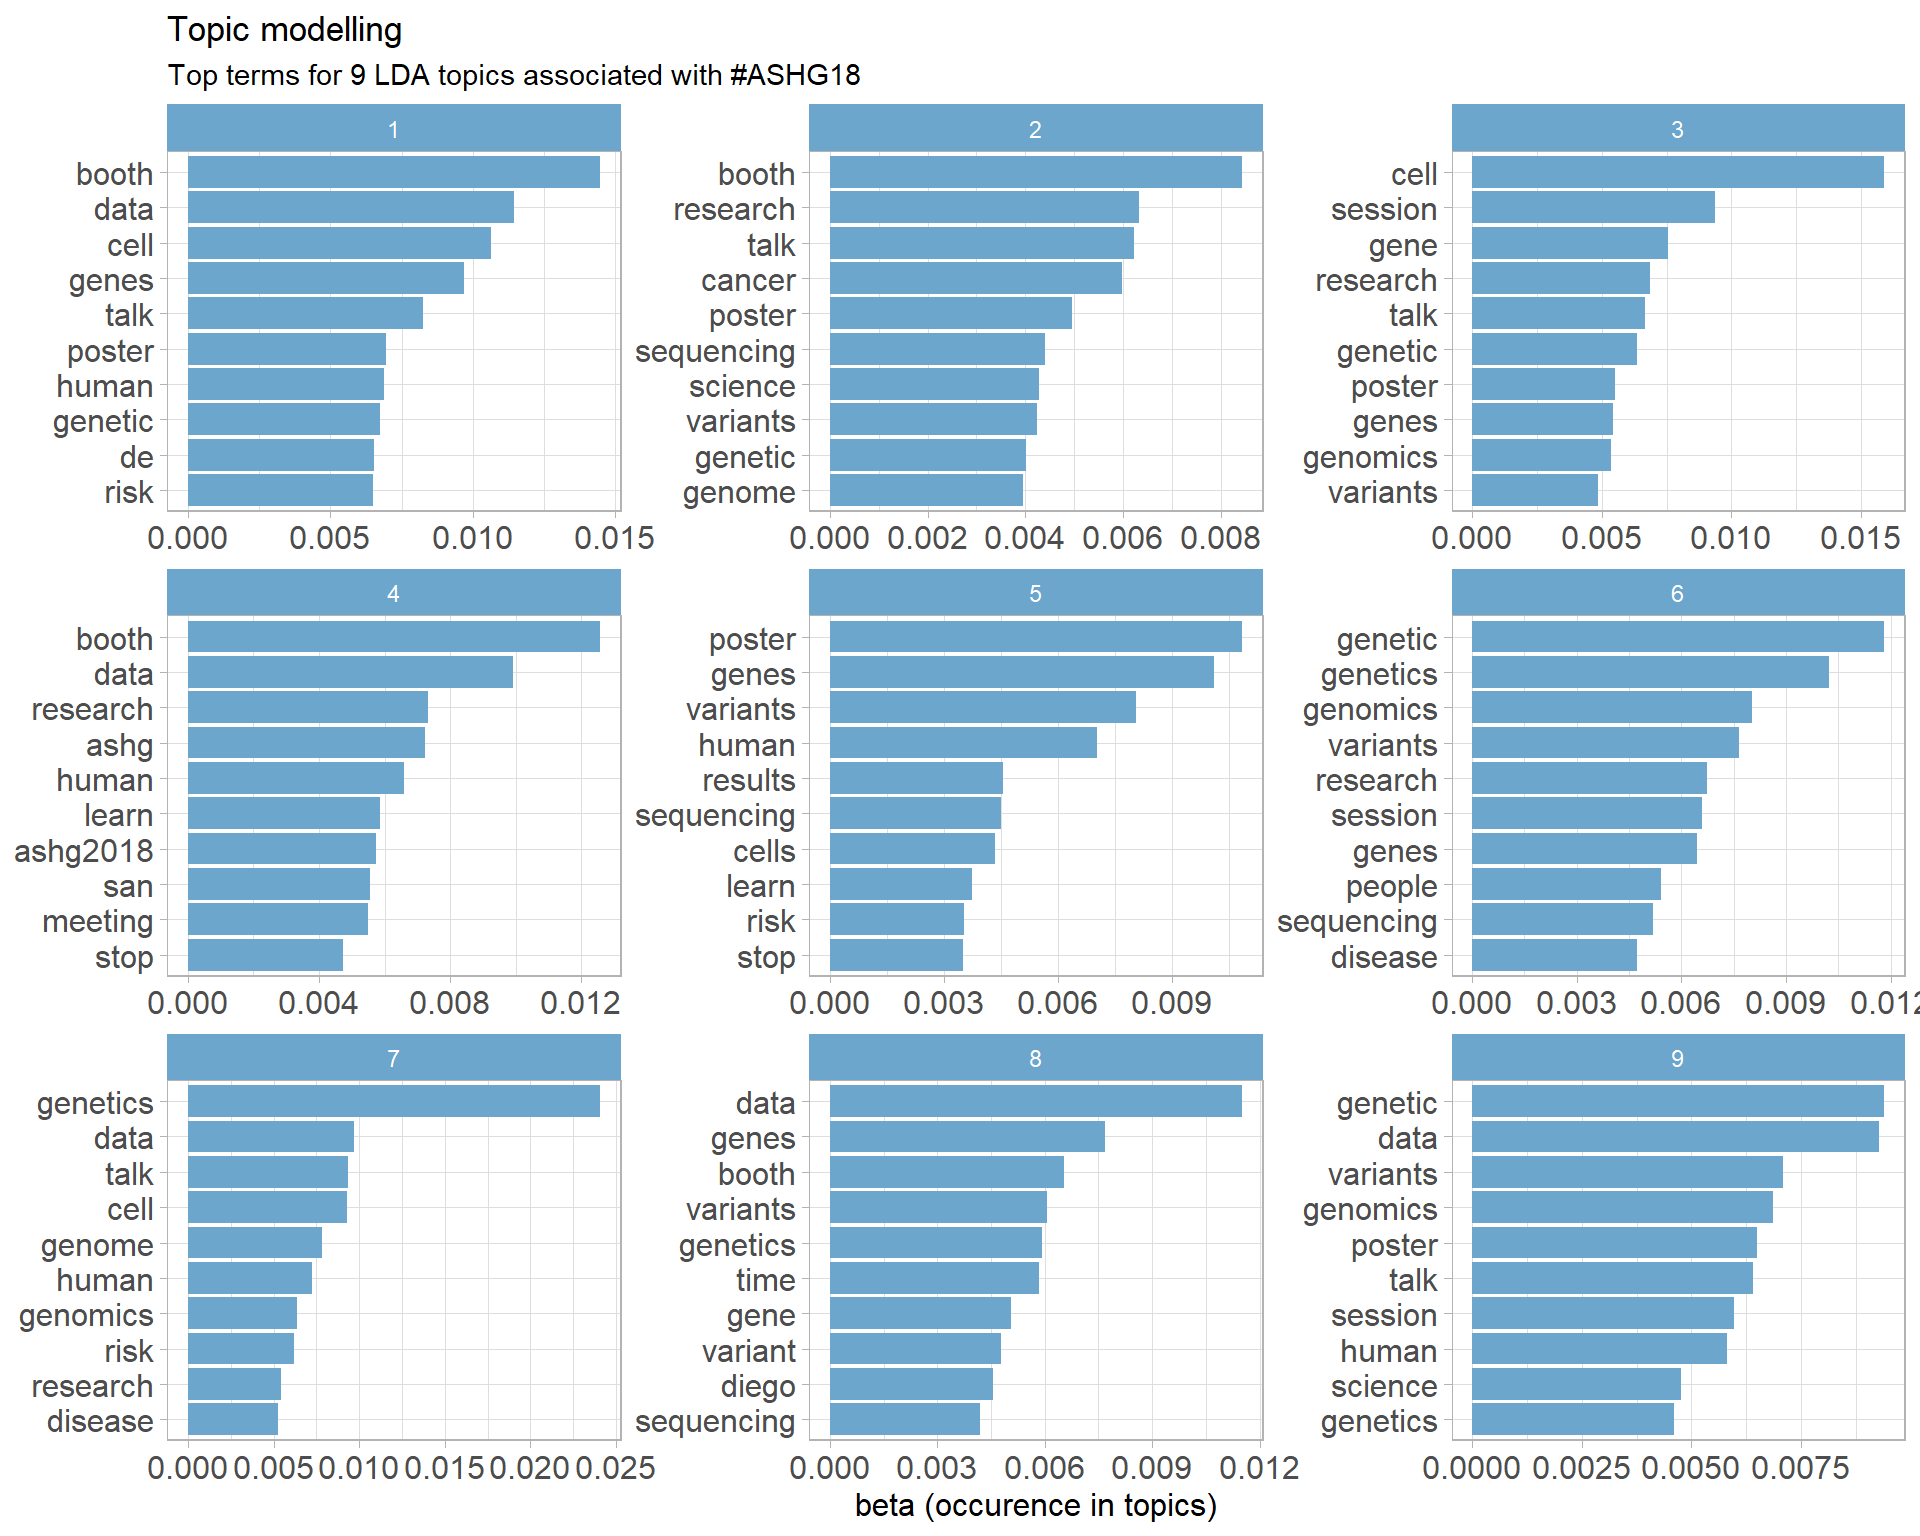 Topic modelling
Top terms for 9 LDA topics associated with #ASHG18
1
booth
data
cell
genes
talk
poster
human
genetic
de
risk
0.000 0.005 0.010 0.015
2
booth
research
talk
cancer
poster
sequencing
science
variants
genetic
genome
0.000 0.002 0.004 0.006 0.008
3
cell
session
gene
research
talk
genetic
poster
genes
genomics
variants
0.000 0.005 0.010 0.015
4
booth
data
research
ashg
human
learn
ashg2018
san
meeting
stop
0.000 0.004 0.008 0.012
5
poster
genes
variants
human
results
sequencing
cells
learn
risk
stop
0.000 0.003 0.006 0.009
6
genetic
genetics
genomics
variants
research
session
genes
people
sequencing
disease
0.000 0.003 0.006 0.009 0.012
7
genetics
data
talk
cell
genome
human
genomics
risk
research
disease
0.000 0.005 0.010 0.015 0.020 0.025
8
data
genes
booth
variants
genetics
time
gene
variant
diego
sequencing
0.000 0.003 0.006 0.009 0.012
9
genetic
data
variants
genomics
poster
talk
session
human
science
genetics
0.0000 0.0025 0.0050 0.0075
beta (occurence in topics)